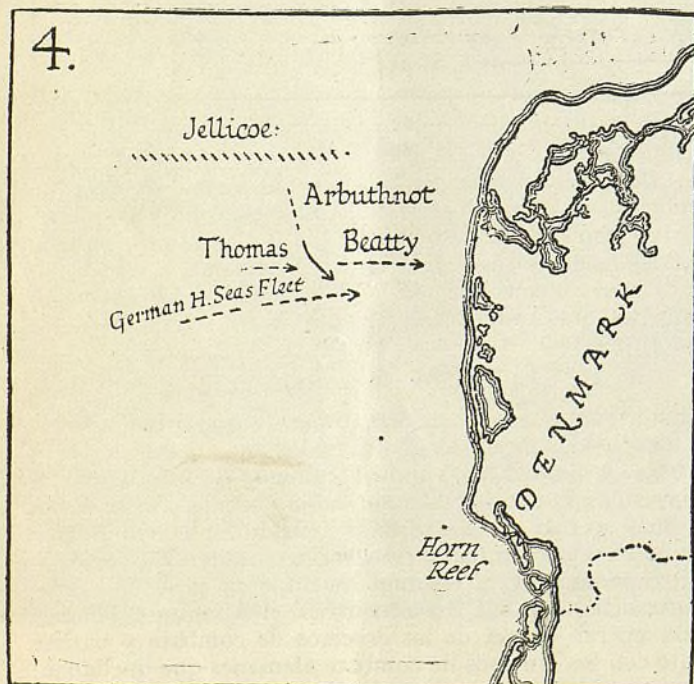 4.
Jellicoe:
Arbuthnot
Thomas Beatty
German H. Seas Fleet
DENMARK
Horn
Reef